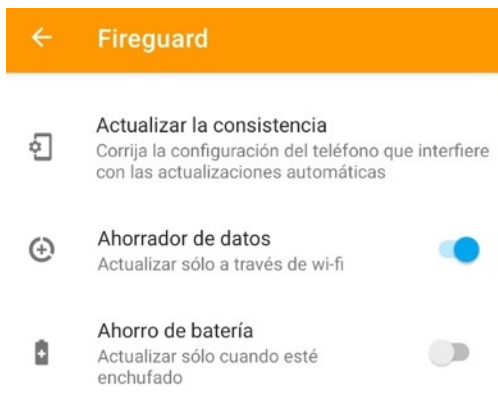 Fireguard
Actualizar la consistencia
Corrija la configuración del teléfono que interfiere
con las actualizaciones automáticas
Ahorrador de datos
Actualizar sólo a través de wi-fi
Ahorro de batería
Actualizar sólo cuando esté
enchufado